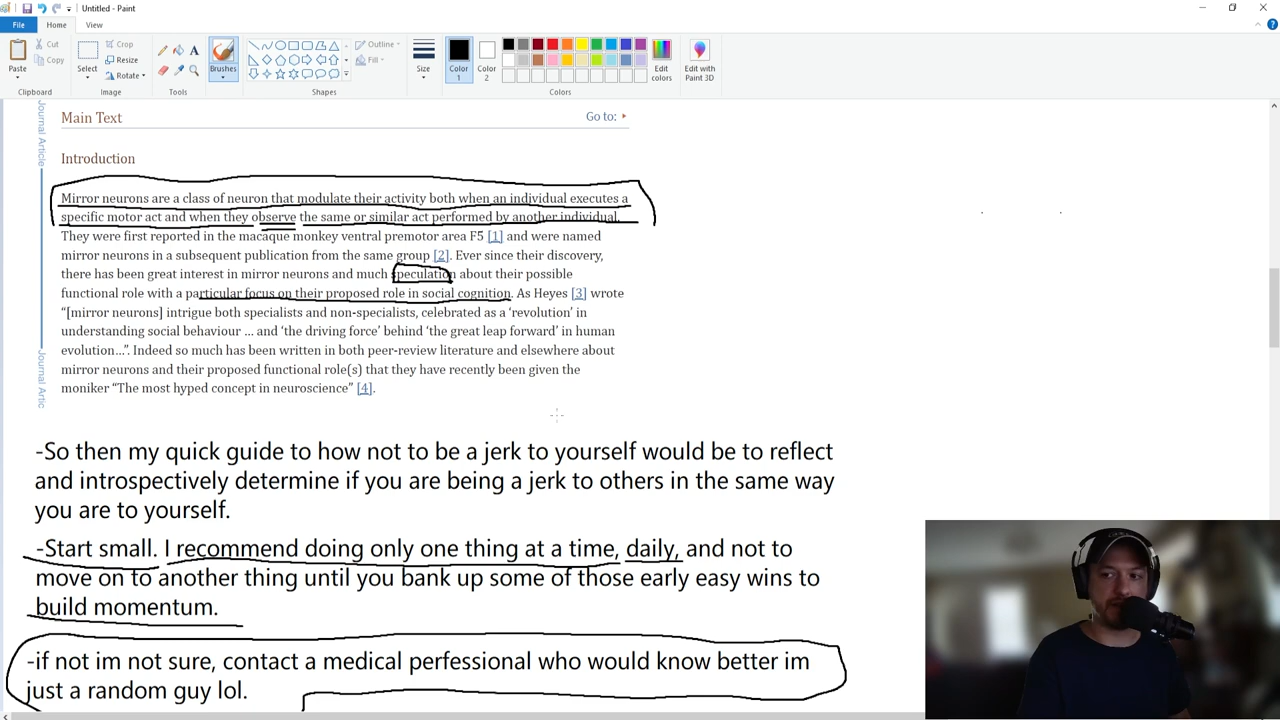 Untitled - Paint
File
Home
View
Paste
Cut
Copy
Clipboard
Select
Crop
Resize
Rotate
Image
A
Tools
Brushes
Outline
Fill
Shapes
Size
Color
1
Color
2
Edit
colors
Edit with
Paint 3D
Colors
Journal Article
Journal Artic
Main Text
Go to:
Introduction
Mirror neurons are a class of neuron that modulate their activity both when an individual executes a
specific motor act and when they observe the same or similar act performed by another individual.
They were first reported in the macaque monkey ventral premotor area F5 [1] and were named
mirror neurons in a subsequent publication from the same group [2]. Ever since their discovery,
there has been great interest in mirror neurons and much speculation about their possible
functional role with a particular focus on their proposed role in social cognition. As Heyes [3] wrote
“[mirror neurons] intrigue both specialists and non-specialists, celebrated as a ‘revolution’ in
understanding social behaviour ... and ‘the driving force’ behind ‘the great leap forward’ in human
evolution…”. Indeed so much has been written in both peer-review literature and elsewhere about
mirror neurons and their proposed functional role(s) that they have recently been given the
moniker “The most hyped concept in neuroscience” [4].
-So then my quick guide to how not to be a jerk to yourself would be to reflect
and introspectively determine if you are being a jerk to others in the same way
you are to yourself.
-Start small. I recommend doing only one thing at a time, daily, and not to
move on to another thing until you bank up some of those early easy wins to
build momentum.
-if not im not sure, contact a medical perfessional who would know better im
just a random guy lol.